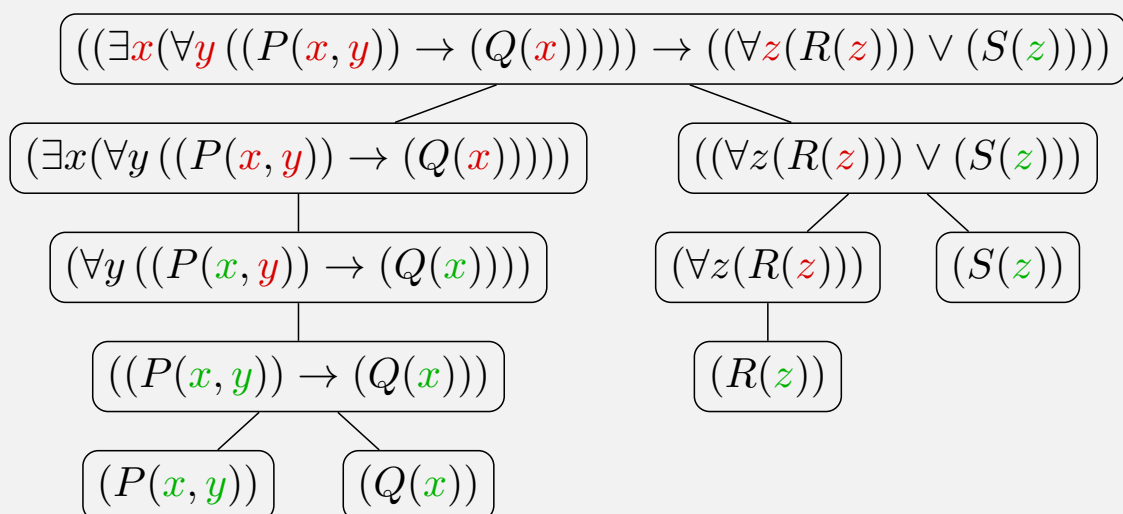 ((∃x(∀y ((P(x, y)) → (Q(x))))) → ((∀z(R(z))) ∨ (S(z))))
(∃x(∀y ((P(x, y)) → (Q(x)))))
((∀z(R(z))) ∨ (S(z)))
(∀y ((P(x, y)) → (Q(x))))
(∀z(R(z)))
(S(z))
((P(x, y)) → (Q(x)))
(R(z))
(P(x, y))
(Q(x))